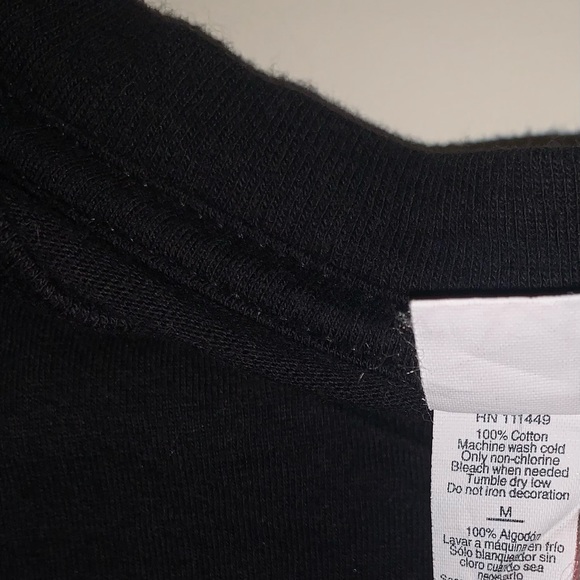 RN 111449
100% Cotton
Machine wash cold
Only non-chlorine
Bleach when needed
Tumble dry low
Do not iron decoration
M
100% Algodón
Lavar a máquina en frío
Sólo blanqueador sin
cloro cuando sea
necesario